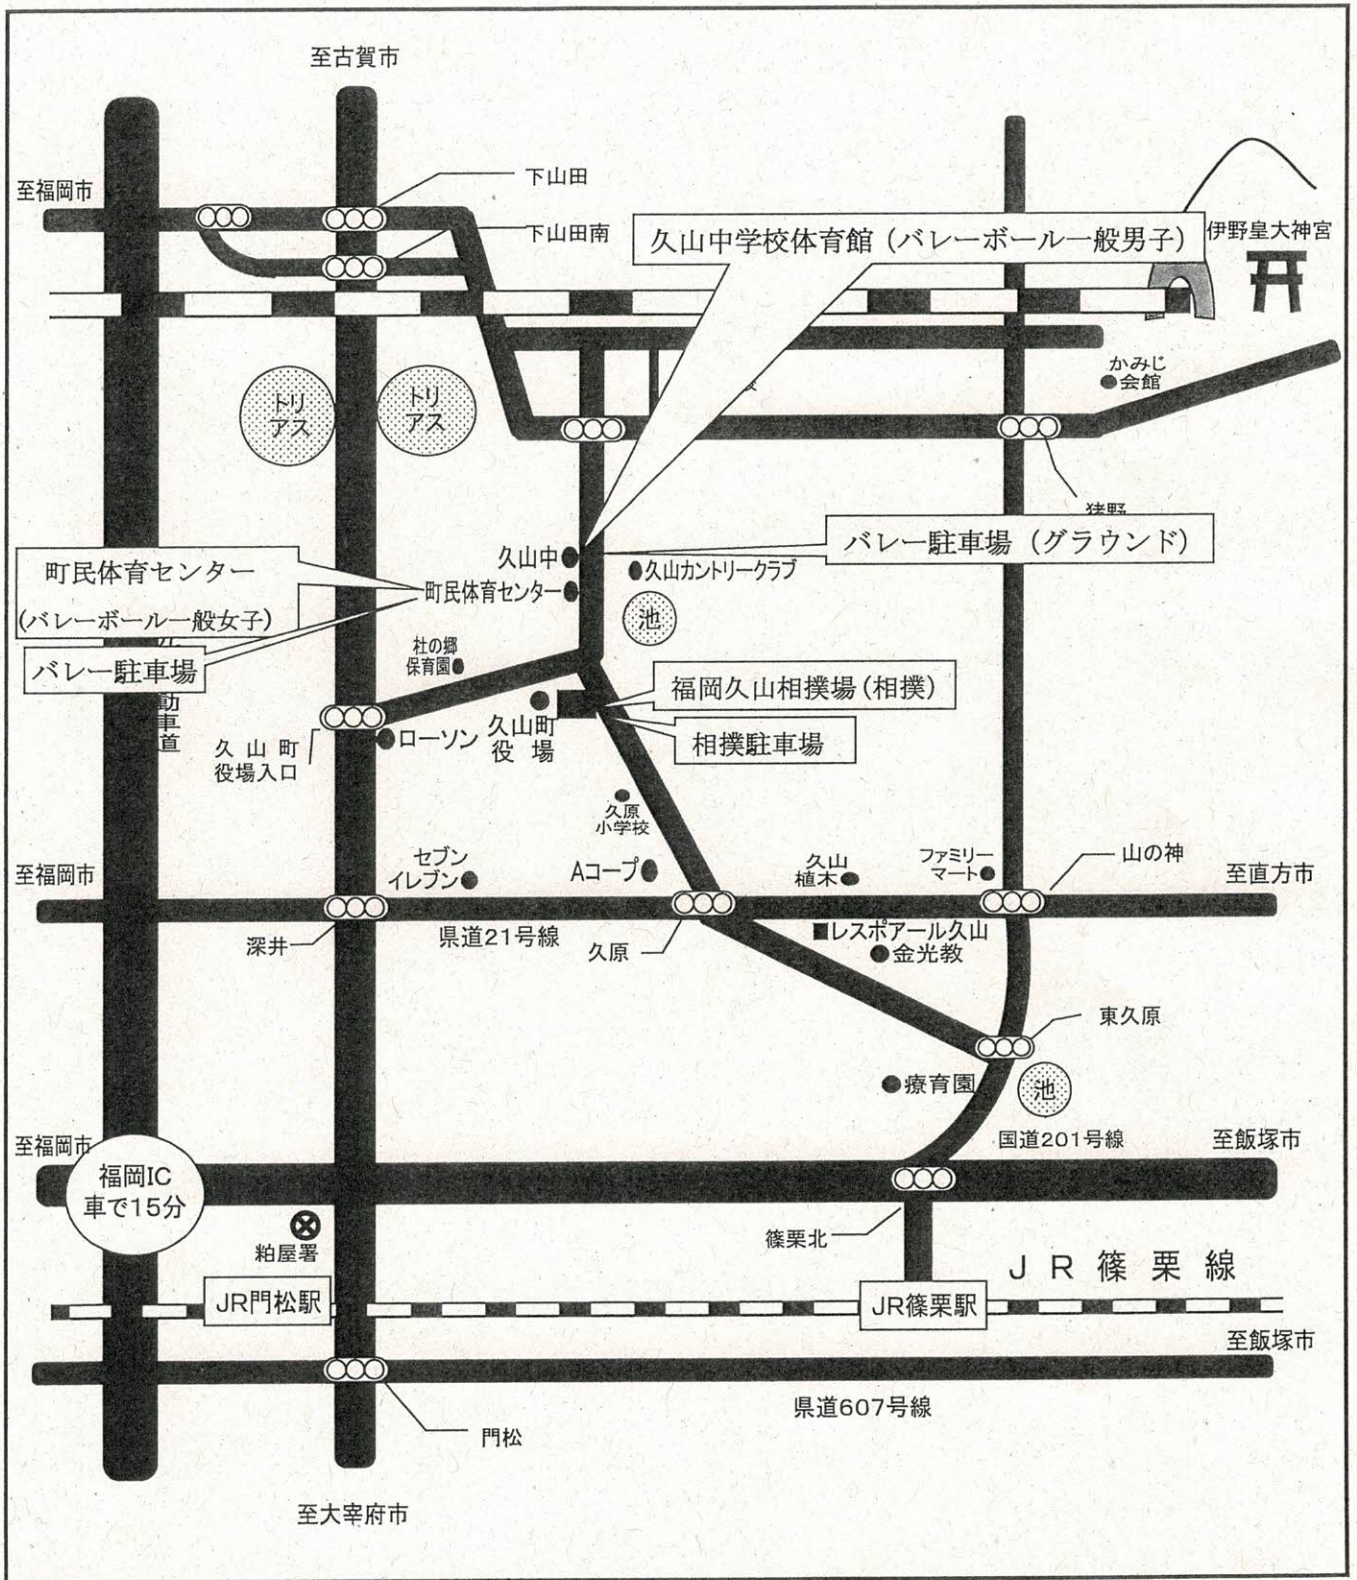 至古賀市
至福岡市
下山田
下山田南
久山中学校体育館(バレーボール一般男子)
伊野皇大神宮
トリ
アス
トリ
アス
かみじ
会館
猪野
バレー駐車場(グラウンド)
久山中
久山カントリークラブ
町民体育センター
(バレーボール一般女子)
町民体育センター
池
バレー駐車場
動車道
杜の郷
保育園
福岡久山相撲場(相撲)
相撲駐車場
久山町
役場
久山町
役場入口
ローソン
久原
小学校
至福岡市
セブン
イレブン
Aコープ
久山
植木
ファミリー
マート
山の神
至直方市
深井
県道21号線
久原
レスポアール久山
金光教
東久原
療育園
池
国道201号線
至福岡市
至飯塚市
福岡IC
車で15分
粕屋署
篠栗北
JR篠栗線
JR門松駅
JR篠栗駅
至飯塚市
県道607号線
門松
至大宰府市